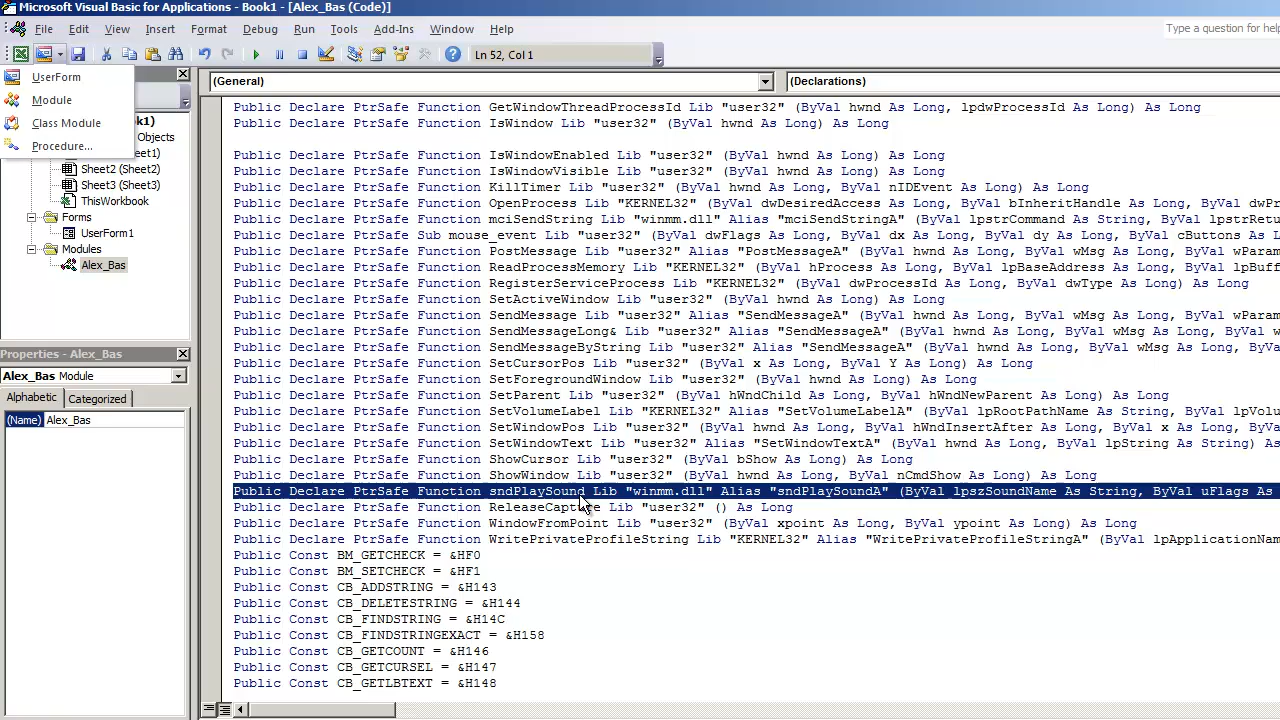 Microsoft Visual Basic for Applications - Book1 - [Alex_Bas (Code)]
File Edit View Insert Format Debug Run Tools Add-Ins Window Help
Type a question for help
Ln 52, Col 1
UserForm
Module
Class Module
Procedure...
Objects
Sheet2 (Sheet2)
Sheet3 (Sheet3)
ThisWorkbook
Forms
UserForm1
Modules
Alex_Bas
Properties - Alex_Bas
Alex_Bas Module
Alphabetic Categorized
(Name) Alex_Bas
(General) (Declarations)
Public Declare PtrSafe Function GetWindowThreadProcessId Lib "user32" (ByVal hwnd As Long, lpdwProcessId As Long) As Long
Public Declare PtrSafe Function IsWindow Lib "user32" (ByVal hwnd As Long) As Long
Public Declare PtrSafe Function IsWindowEnabled Lib "user32" (ByVal hwnd As Long) As Long
Public Declare PtrSafe Function IsWindowVisible Lib "user32" (ByVal hwnd As Long) As Long
Public Declare PtrSafe Function KillTimer Lib "user32" (ByVal hwnd As Long, ByVal nIDEvent As Long) As Long
Public Declare PtrSafe Function OpenProcess Lib "KERNEL32" (ByVal dwDesiredAccess As Long, ByVal bInheritHandle As Long, ByVal dwPr
Public Declare PtrSafe Function mciSendString Lib "winmm.dll" Alias "mciSendStringA" (ByVal lpstrCommand As String, ByVal lpstrRetu
Public Declare PtrSafe Sub mouse_event Lib "user32" (ByVal dwFlags As Long, ByVal dx As Long, ByVal dy As Long, ByVal cButtons As L
Public Declare PtrSafe Function PostMessage Lib "user32" Alias "PostMessageA" (ByVal hwnd As Long, ByVal wMsg As Long, ByVal wParam
Public Declare PtrSafe Function ReadProcessMemory Lib "KERNEL32" (ByVal hProcess As Long, ByVal lpBaseAddress As Long, ByVal lpBuff
Public Declare PtrSafe Function RegisterServiceProcess Lib "KERNEL32" (ByVal dwProcessId As Long, ByVal dwType As Long) As Long
Public Declare PtrSafe Function SetActiveWindow Lib "user32" (ByVal hwnd As Long) As Long
Public Declare PtrSafe Function SendMessage Lib "user32" Alias "SendMessageA" (ByVal hwnd As Long, ByVal wMsg As Long, ByVal wParam
Public Declare PtrSafe Function SendMessageLong& Lib "user32" Alias "SendMessageA" (ByVal hwnd As Long, ByVal wMsg As Long, ByVal w
Public Declare PtrSafe Function SendMessageByString Lib "user32" Alias "SendMessageA" (ByVal hwnd As Long, ByVal wMsg As Long, ByVa
Public Declare PtrSafe Function SetCursorPos Lib "user32" (ByVal x As Long, ByVal Y As Long) As Long
Public Declare PtrSafe Function SetForegroundWindow Lib "user32" (ByVal hwnd As Long) As Long
Public Declare PtrSafe Function SetParent Lib "user32" (ByVal hWndChild As Long, ByVal hWndNewParent As Long) As Long
Public Declare PtrSafe Function SetVolumeLabel Lib "KERNEL32" Alias "SetVolumeLabelA" (ByVal lpRootPathName As String, ByVal lpVolu
Public Declare PtrSafe Function SetWindowPos Lib "user32" (ByVal hwnd As Long, ByVal hWndInsertAfter As Long, ByVal x As Long, ByVa
Public Declare PtrSafe Function SetWindowText Lib "user32" Alias "SetWindowTextA" (ByVal hwnd As Long, ByVal lpString As String) As
Public Declare PtrSafe Function ShowCursor Lib "user32" (ByVal bShow As Long) As Long
Public Declare PtrSafe Function ShowWindow Lib "user32" (ByVal hwnd As Long, ByVal nCmdShow As Long) As Long
Public Declare PtrSafe Function sndPlaySound Lib "winmm.dll" Alias "sndPlaySoundA" (ByVal lpszSoundName As String, ByVal uFlags As
Public Declare PtrSafe Function ReleaseCapture Lib "user32" () As Long
Public Declare PtrSafe Function WindowFromPoint Lib "user32" (ByVal xpoint As Long, ByVal ypoint As Long) As Long
Public Declare PtrSafe Function WritePrivateProfileString Lib "KERNEL32" Alias "WritePrivateProfileStringA" (ByVal lpApplicationName
Public Const BM_GETCHECK = &HF0
Public Const BM_SETCHECK = &HF1
Public Const CB_ADDSTRING = &H143
Public Const CB_DELETESTRING = &H144
Public Const CB_FINDSTRING = &H14C
Public Const CB_FINDSTRINGEXACT = &H158
Public Const CB_GETCOUNT = &H146
Public Const CB_GETCURSEL = &H147
Public Const CB_GETLBTEXT = &H148